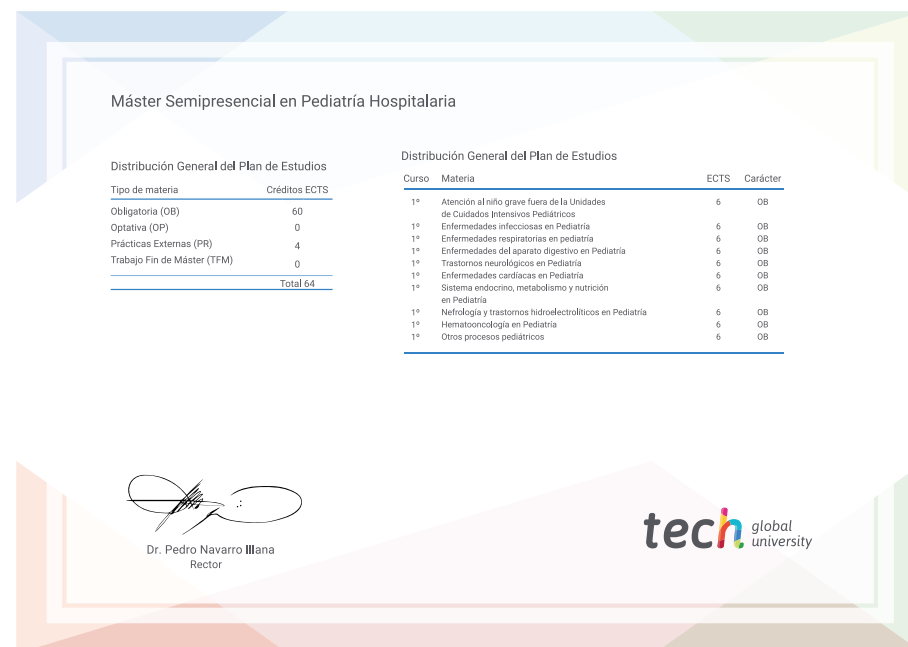 Máster Semipresencial en Pediatría Hospitalaria
Distribución General del Plan de Estudios
Tipo de materia Créditos ECTS
Obligatoria (OB) 60
Optativa (OP) 0
Prácticas Externas (PR) 4
Trabajo Fin de Máster (TFM) 0
Total 64
Distribución General del Plan de Estudios
Curso Materia ECTS Carácter
1º Atención al niño grave fuera de la Unidades 6 OB
de Cuidados Intensivos Pediátricos
1º Enfermedades infecciosas en Pediatría 6 OB
1º Enfermedades respiratorias en pediatría 6 OB
1º Enfermedades del aparato digestivo en Pediatría 6 OB
1º Trastornos neurológicos en Pediatría 6 OB
1º Enfermedades cardíacas en Pediatría 6 OB
1º Sistema endocrino, metabolismo y nutrición 6 OB
en Pediatría
1º Nefrología y trastornos hidroelectrolíticos en Pediatría 6 OB
1º Hematooncología en Pediatría 6 OB
1º Otros procesos pediátricos 6 OB
Dr. Pedro Navarro Illana
Rector
tech global
university